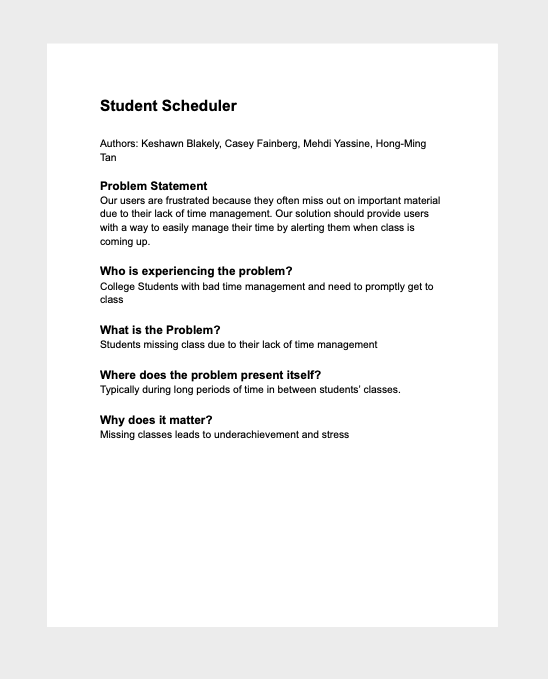 Student Scheduler
Authors: Keshawn Blakely, Casey Fainberg, Mehdi Yassine, Hong-Ming
Tan
Problem Statement
Our users are frustrated because they often miss out on important material
due to their lack of time management. Our solution should provide users
with a way to easily manage their time by alerting them when class is
coming up.
Who is experiencing the problem?
College Students with bad time management and need to promptly get to
class
What is the Problem?
Students missing class due to their lack of time management
Where does the problem present itself?
Typically during long periods of time in between students’ classes.
Why does it matter?
Missing classes leads to underachievement and stress